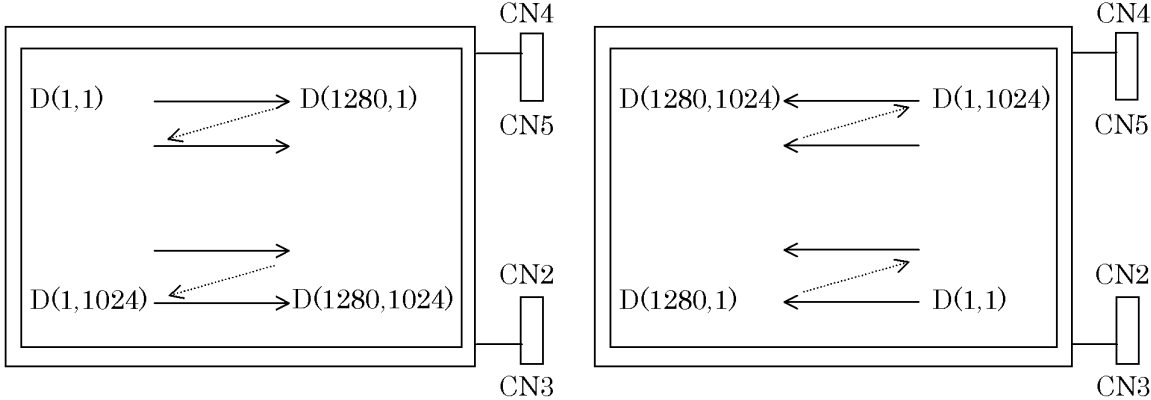 CN4
D(1,1) D(1280,1)
CN5
CN2
D(1,1024) D(1280,1024)
CN3
CN4
D(1280,1024) D(1,1024)
CN5
CN2
D(1280,1) D(1,1)
CN3